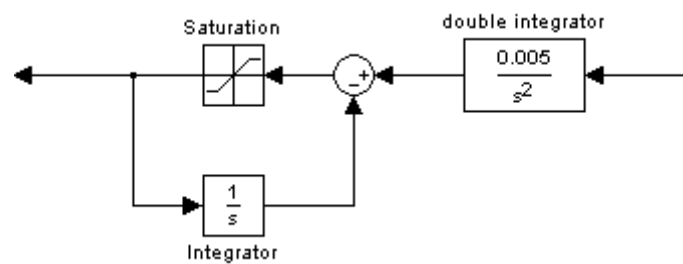 double integrator
Saturation
0.005
s2
- +
-
1
s
Integrator